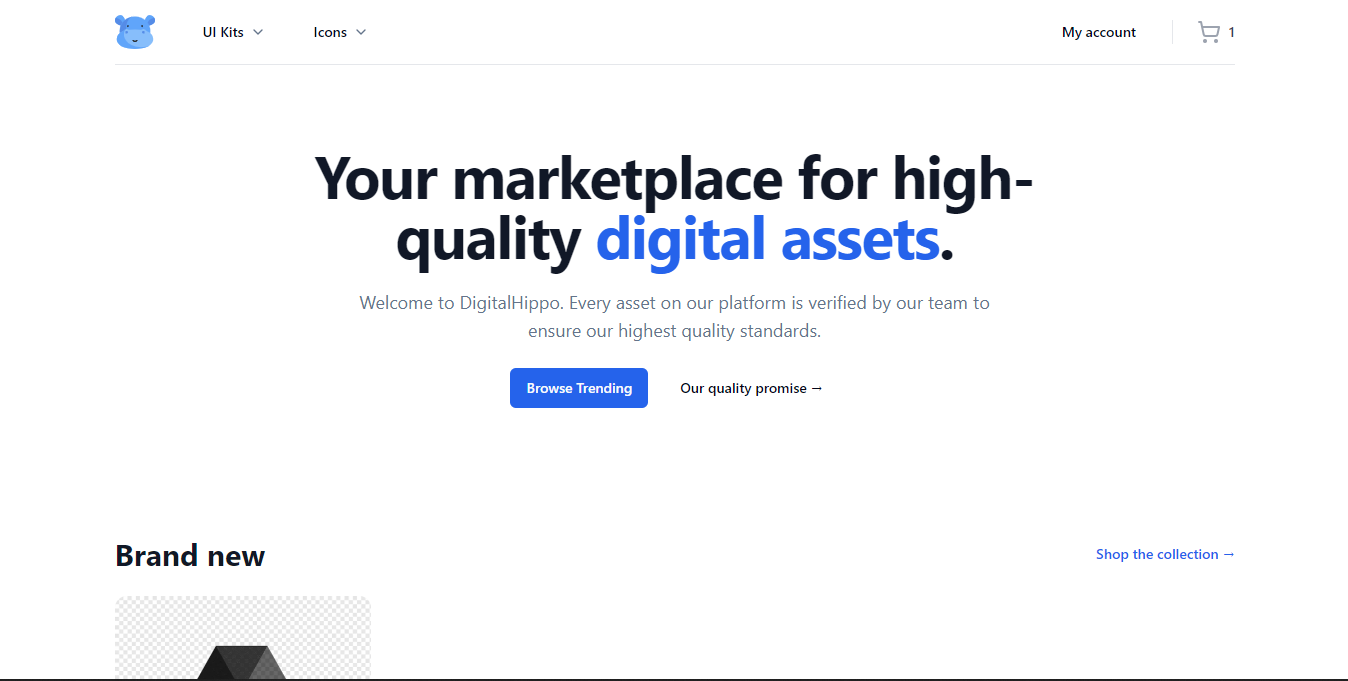 UI Kits
Icons
My account
1
Your marketplace for high-
quality digital assets.
Welcome to DigitalHippo. Every asset on our platform is verified by our team to
ensure our highest quality standards.
Browse Trending
Our quality promise →
Brand new
Shop the collection →